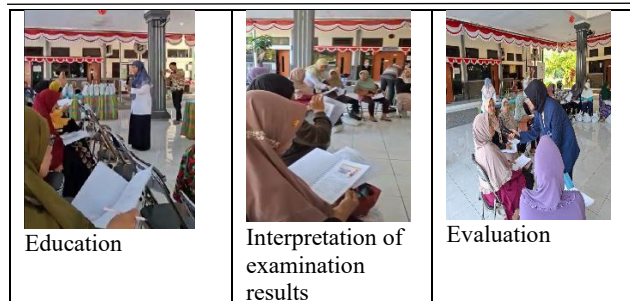 Education
Interpretation of
examination
results
Evaluation